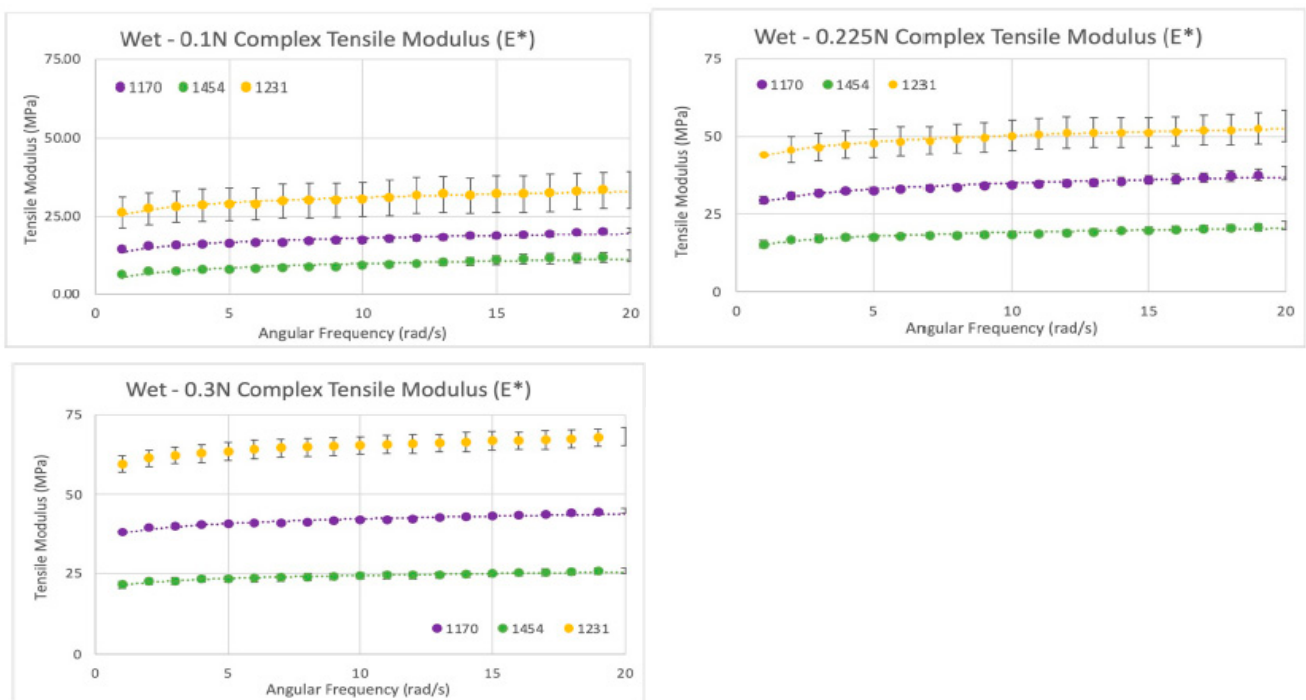 Wet - 0.1N Complex Tensile Modulus (E*)
75.00
1170 1454 1231
50.00
25.00
0.00
Tensile Modulus (MPa)
0 5 10 15 20
Angular Frequency (rad/s)
Wet - 0.225N Complex Tensile Modulus (E*)
75
1170 1454 1231
50
25
0
Tensile Modulus (MPa)
0 5 10 15 20
Angular Frequency (rad/s)
Wet - 0.3N Complex Tensile Modulus (E*)
75
50
25
1170 1454 1231
0
Tensile Modulus (MPa)
0 5 10 15 20
Angular Frequency (rad/s)